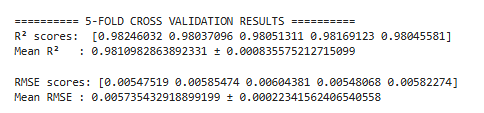 ========== 5-FOLD CROSS VALIDATION RESULTS ==========
R² scores:  [0.98246032 0.98037096 0.98051311 0.98169123 0.98045581]
Mean R²   : 0.9810982863892331 ± 0.000835575212715099
RMSE scores: [0.00547519 0.00585474 0.00604381 0.00548068 0.00582274]
Mean RMSE : 0.005735432918899199 ± 0.00022341562406540558